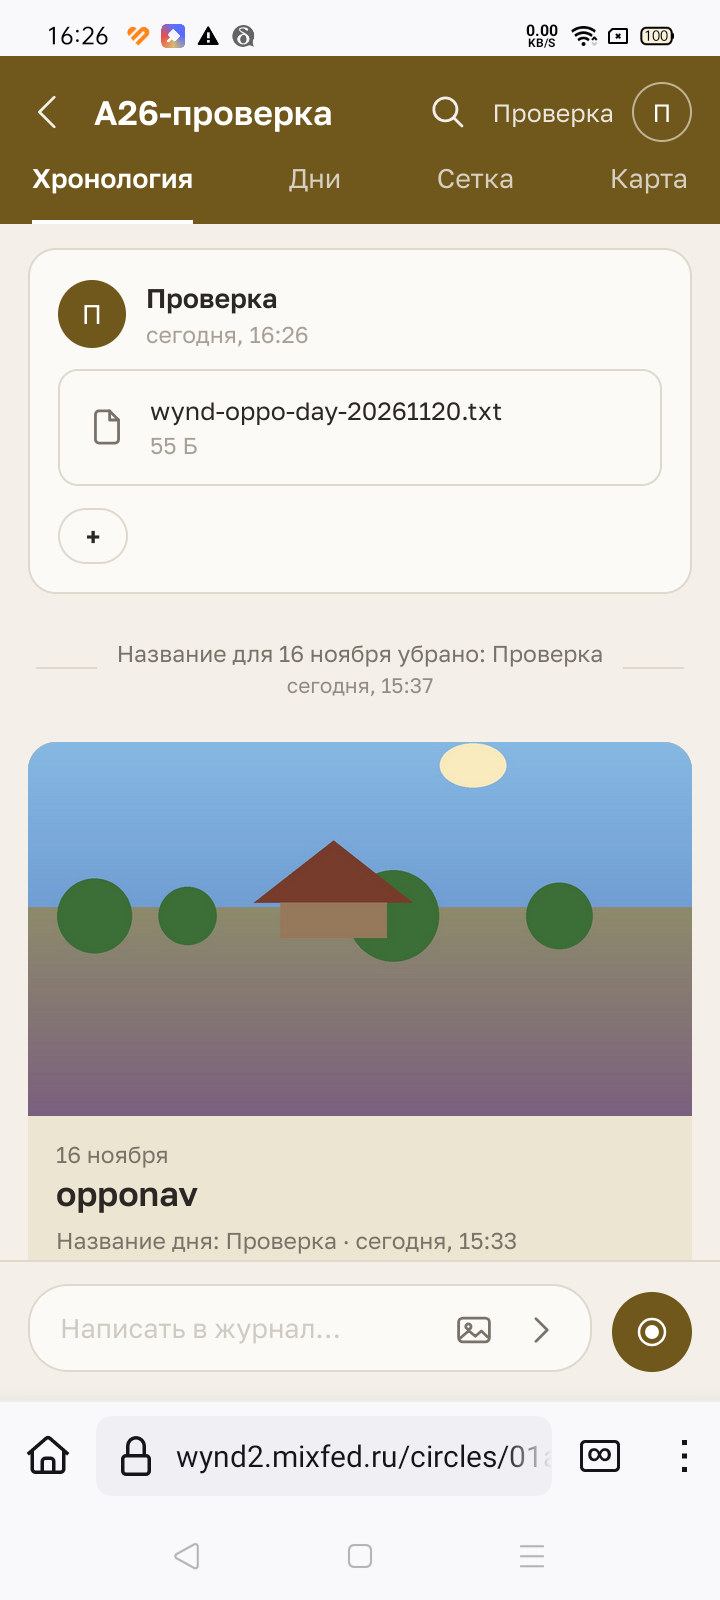 16:26
0.00
KB/S
100
А26-проверка
Проверка
П
Хронология
Дни
Сетка
Карта
П
Проверка
сегодня, 16:26
wynd-oppo-day-20261120.txt
55 Б
+
Название для 16 ноября убрано: Проверка
сегодня, 15:37
16 ноября
opponav
Название дня: Проверка · сегодня, 15:33
Написать в журнал...
wynd2.mixfed.ru/circles/01a